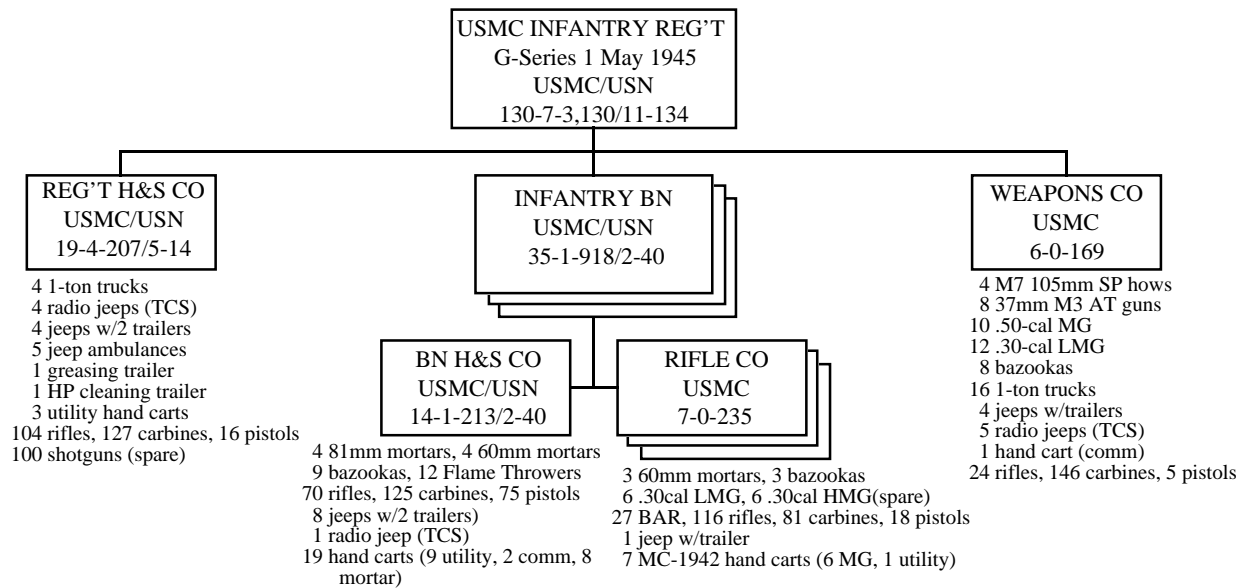 USMC INFANTRY REG'T
G-Series 1 May 1945
USMC/USN
130-7-3,130/11-134
REG'T H&S CO
USMC/USN
19-4-207/5-14
4 1-ton trucks
4 radio jeeps (TCS)
4 jeeps w/2 trailers
5 jeep ambulances
1 greasing trailer
1 HP cleaning trailer
3 utility hand carts
104 rifles, 127 carbines, 16 pistols
100 shotguns (spare)
INFANTRY BN
USMC/USN
35-1-918/2-40
BN H&S CO
USMC/USN
14-1-213/2-40
4 81mm mortars, 4 60mm mortars
9 bazookas, 12 Flame Throwers
70 rifles, 125 carbines, 75 pistols
8 jeeps w/2 trailers)
1 radio jeep (TCS)
19 hand carts (9 utility, 2 comm, 8
mortar)
RIFLE CO
USMC
7-0-235
3 60mm mortars, 3 bazookas
6 .30cal LMG, 6 .30cal HMG(spare)
27 BAR, 116 rifles, 81 carbines, 18 pistols
1 jeep w/trailer
7 MC-1942 hand carts (6 MG, 1 utility)
WEAPONS CO
USMC
6-0-169
4 M7 105mm SP hows
8 37mm M3 AT guns
10 .50-cal MG
12 .30-cal LMG
8 bazookas
16 1-ton trucks
4 jeeps w/trailers
5 radio jeeps (TCS)
1 hand cart (comm)
24 rifles, 146 carbines, 5 pistols